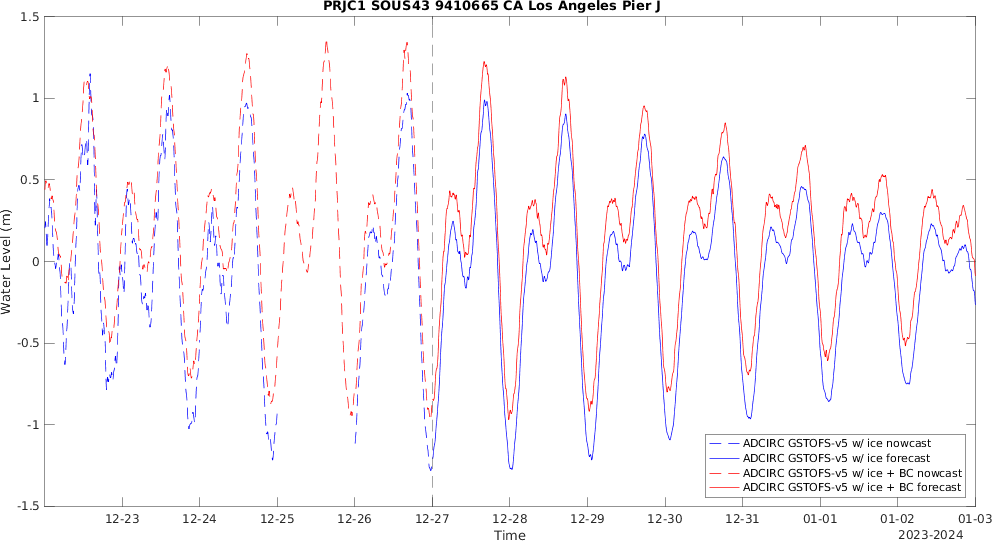 PRJC1 SOUS43 9410665 CA Los Angeles Pier J
Water Level (m)
1.5
1
0.5
0
-0.5
-1
-1.5
ADCIRC GSTOFS-v5 w/ ice nowcast
ADCIRC GSTOFS-v5 w/ ice forecast
ADCIRC GSTOFS-v5 w/ ice + BC nowcast
ADCIRC GSTOFS-v5 w/ ice + BC forecast
12-23 12-24 12-25 12-26 12-27 12-28 12-29 12-30 12-31 01-01 01-02 01-03
Time
2023-2024